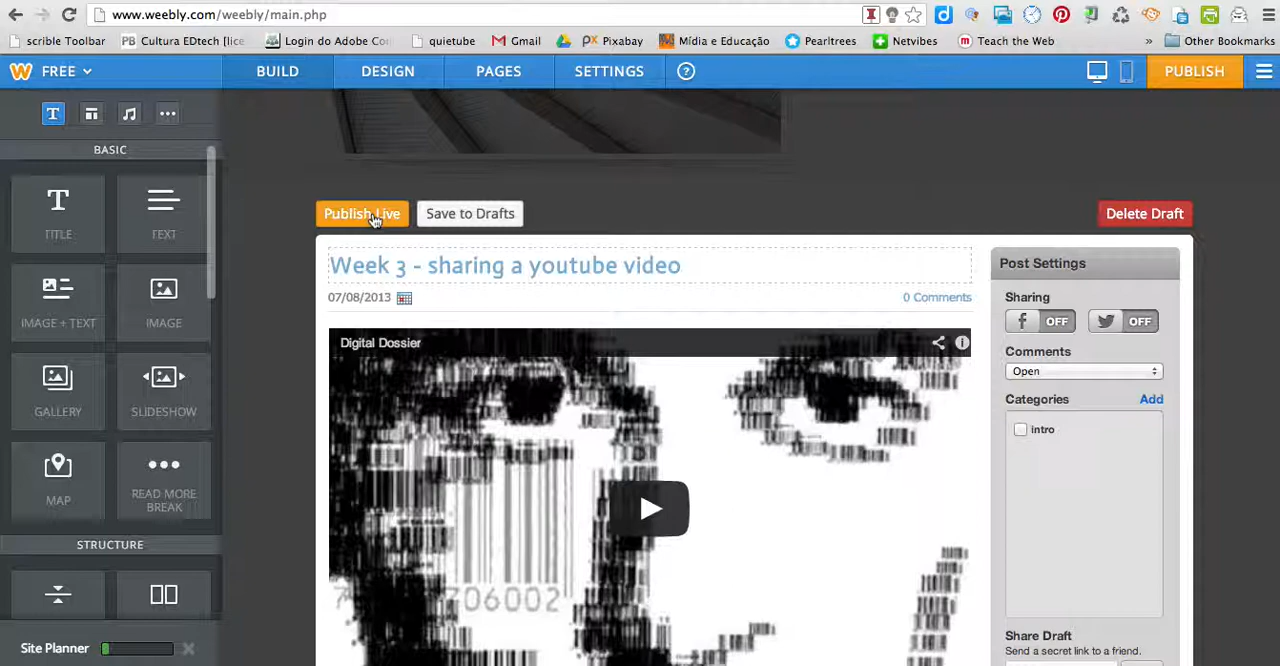 www.weebly.com/weebly/main.php
scrible Toolbar
PB Cultura EDtech [lice
Login do Adobe Co
quietube
Gmail
PX Pixabay
Mídia e Educação
Pearltrees
Netvibes
m Teach the Web
» Other Bookmarks
FREE
BUILD
DESIGN
PAGES
SETTINGS
?
PUBLISH
T
BASIC
T
TITLE
TEXT
IMAGE + TEXT
IMAGE
GALLERY
SLIDESHOW
MAP
READ MORE
BREAK
STRUCTURE
Site Planner
Publish Live
Save to Drafts
Delete Draft
Week 3 - sharing a youtube video
07/08/2013
0 Comments
Digital Dossier
706002
Post Settings
Sharing
OFF
OFF
Comments
Open
Categories
Add
intro
Share Draft
Send a secret link to a friend.